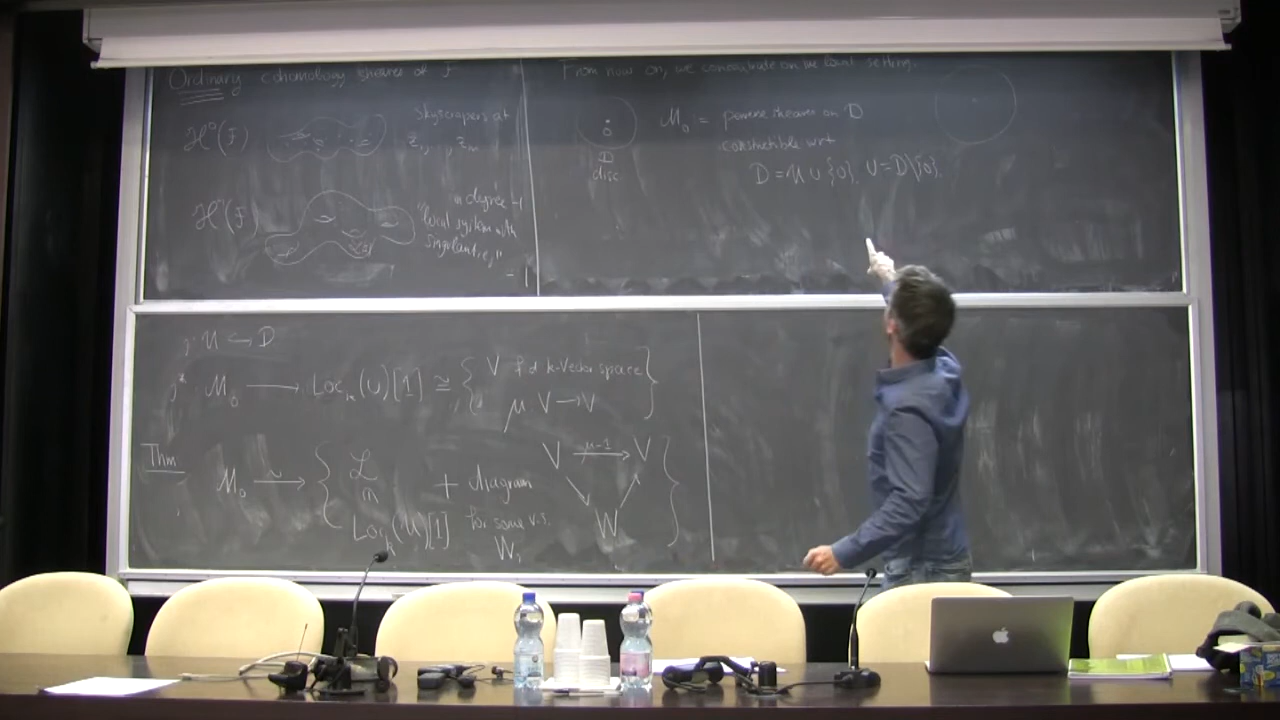 Ordinary cohomology sheaves of F
ℋ⁰(F)
skyscrapers at
z₁, ..., z_m
ℋ⁻¹(F)
in degree -1
"local system with
singularities"
From now on, we concentrate on the local setting.
0
D
disc
M₀ = perverse sheaves on D
constructible wrt
D = U ∪ {0}, U = D\{0}.
j: U ↪ D
j* M₀ → Loc_k(U)[1] ≅ { V f.d. k-vector space
μ V → V }
Thm
M₀ →~ { ℒ + diagram V →^{μ-1} V }
in
Loc_k(U)[1] for some v.s. W
W,